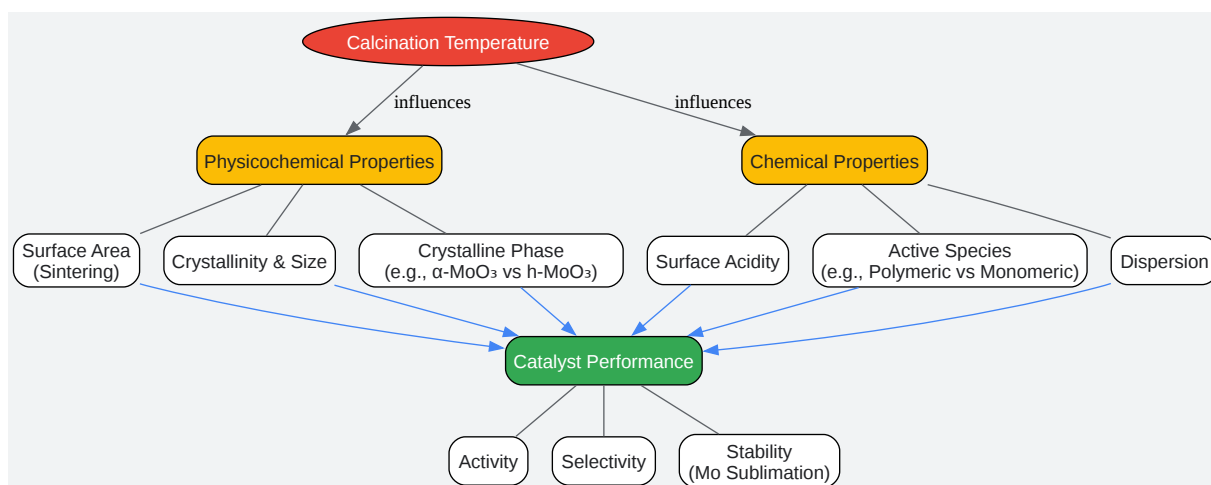 Calcination Temperature
influences
influences
Physicochemical Properties
Chemical Properties
Surface Area
(Sintering)
Crystallinity & Size
Crystalline Phase
(e.g., α-MoO₃ vs h-MoO₃)
Surface Acidity
Active Species
(e.g., Polymeric vs Monomeric)
Dispersion
Catalyst Performance
Activity
Selectivity
Stability
(Mo Sublimation)